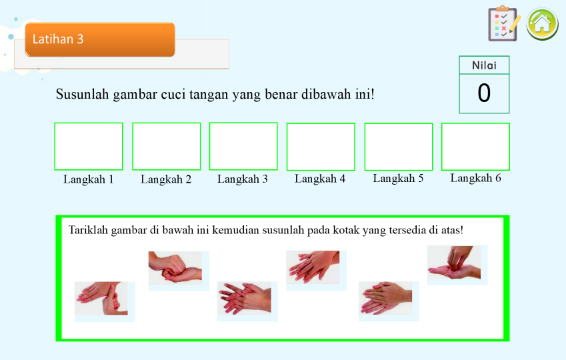 Latihan 3
Nilai
0
Susunlah gambar cuci tangan yang benar dibawah ini!
Langkah 1
Langkah 2
Langkah 3
Langkah 4
Langkah 5
Langkah 6
Tariklah gambar di bawah ini kemudian susunlah pada kotak yang tersedia di atas!